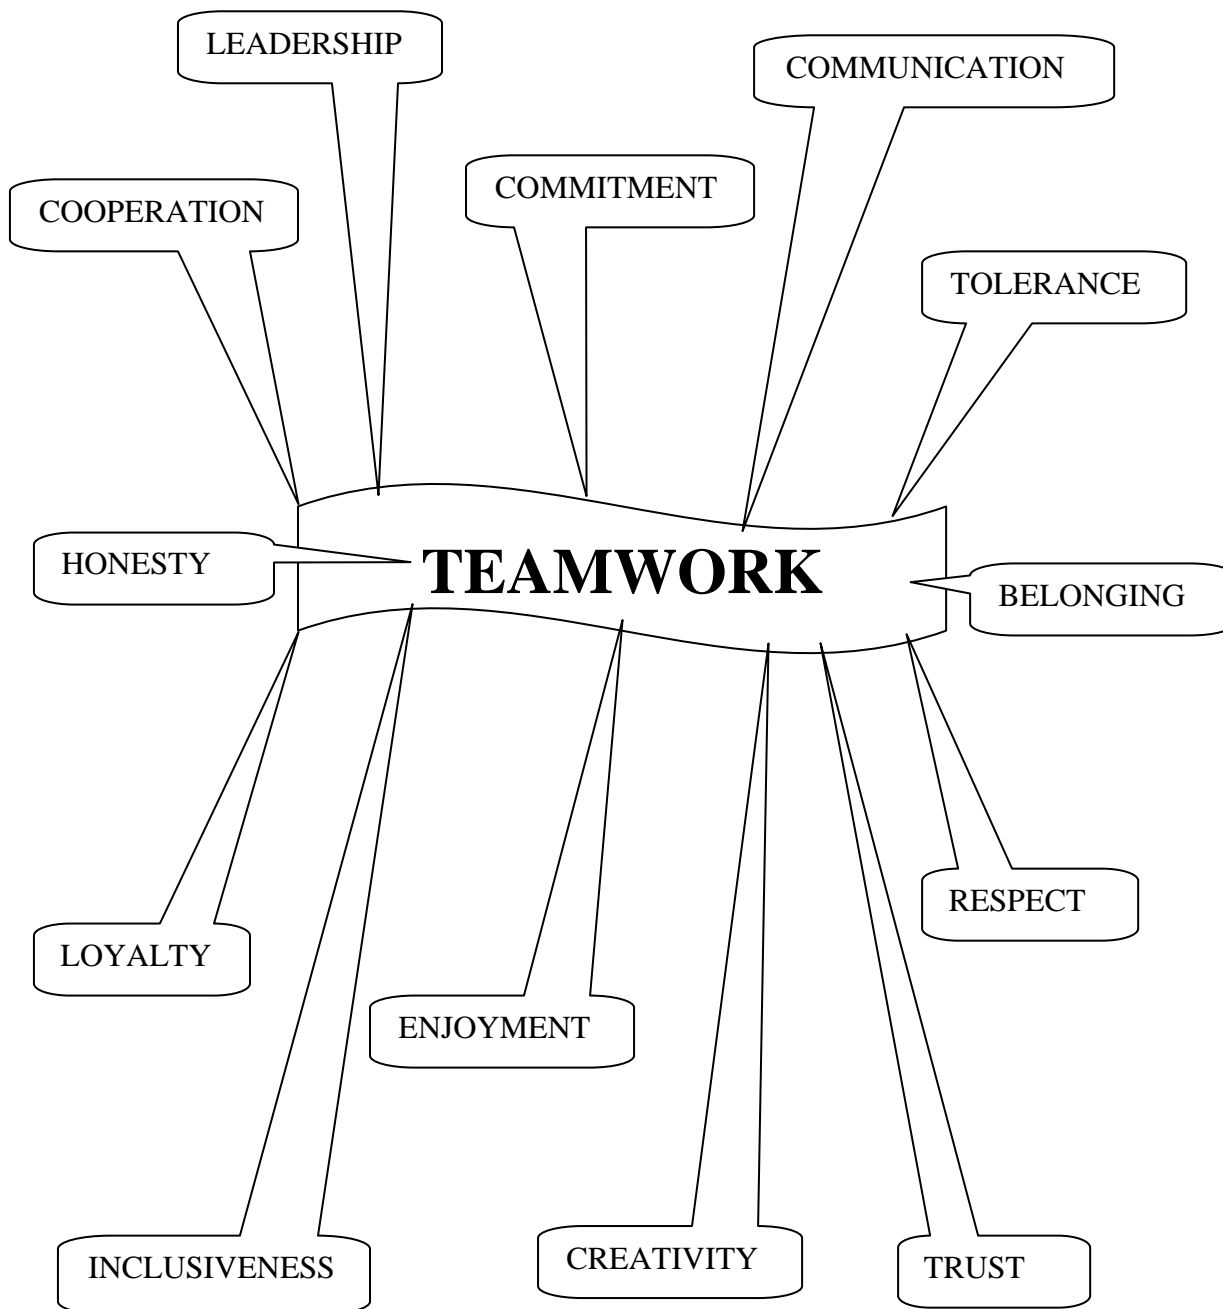 LEADERSHIP
COMMUNICATION
COMMITMENT
COOPERATION
TOLERANCE
HONESTY
TEAMWORK
BELONGING
RESPECT
LOYALTY
ENJOYMENT
INCLUSIVENESS
CREATIVITY
TRUST